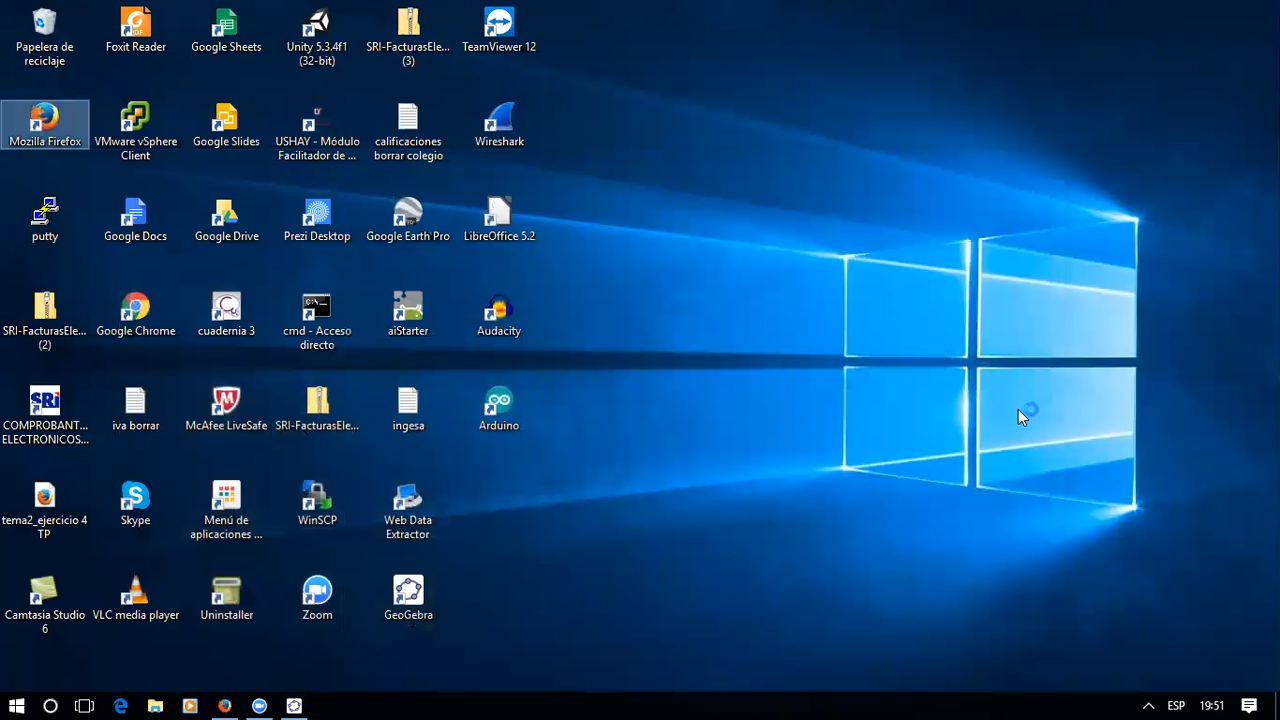 Papelera de
reciclaje
Foxit Reader
Google Sheets
Unity 5.3.4f1
(32-bit)
SRI-FacturasEle...
(3)
TeamViewer 12
Mozilla Firefox
VMware vSphere
Client
Google Slides
USHAY - Módulo
Facilitador de ...
calificaciones
borrar colegio
Wireshark
putty
Google Docs
Google Drive
Prezi Desktop
Google Earth Pro
LibreOffice 5.2
SRI-FacturasEle...
(2)
Google Chrome
cuadernia 3
cmd - Acceso
directo
aiStarter
Audacity
SRi
COMPROBANT...
ELECTRONICOS...
iva borrar
McAfee LiveSafe
SRI-FacturasEle...
ingesa
Arduino
tema2_ejercicio 4
TP
Skype
Menú de
aplicaciones ...
WinSCP
Web Data
Extractor
Camtasia Studio
6
VLC media player
Uninstaller
Zoom
GeoGebra
ESP
19:51